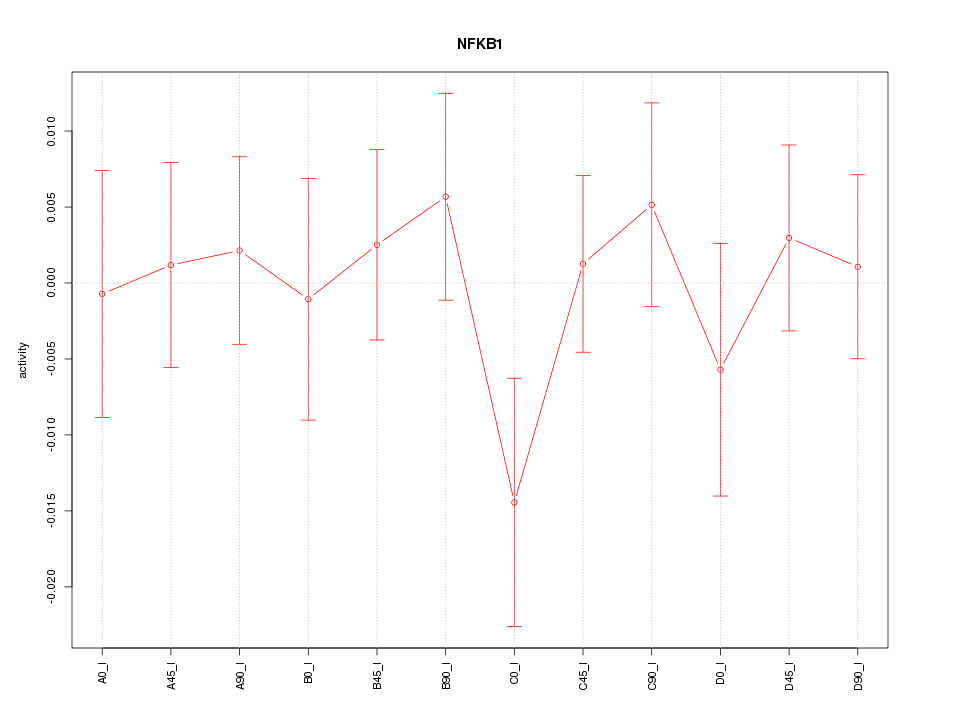 NFKB1
activity
0.010
0.005
0.000
-0.005
-0.010
-0.015
-0.020
A0_I
A45_I
A90_I
B0_I
B45_I
B90_I
C0_I
C45_I
C90_I
D0_I
D45_I
D90_I